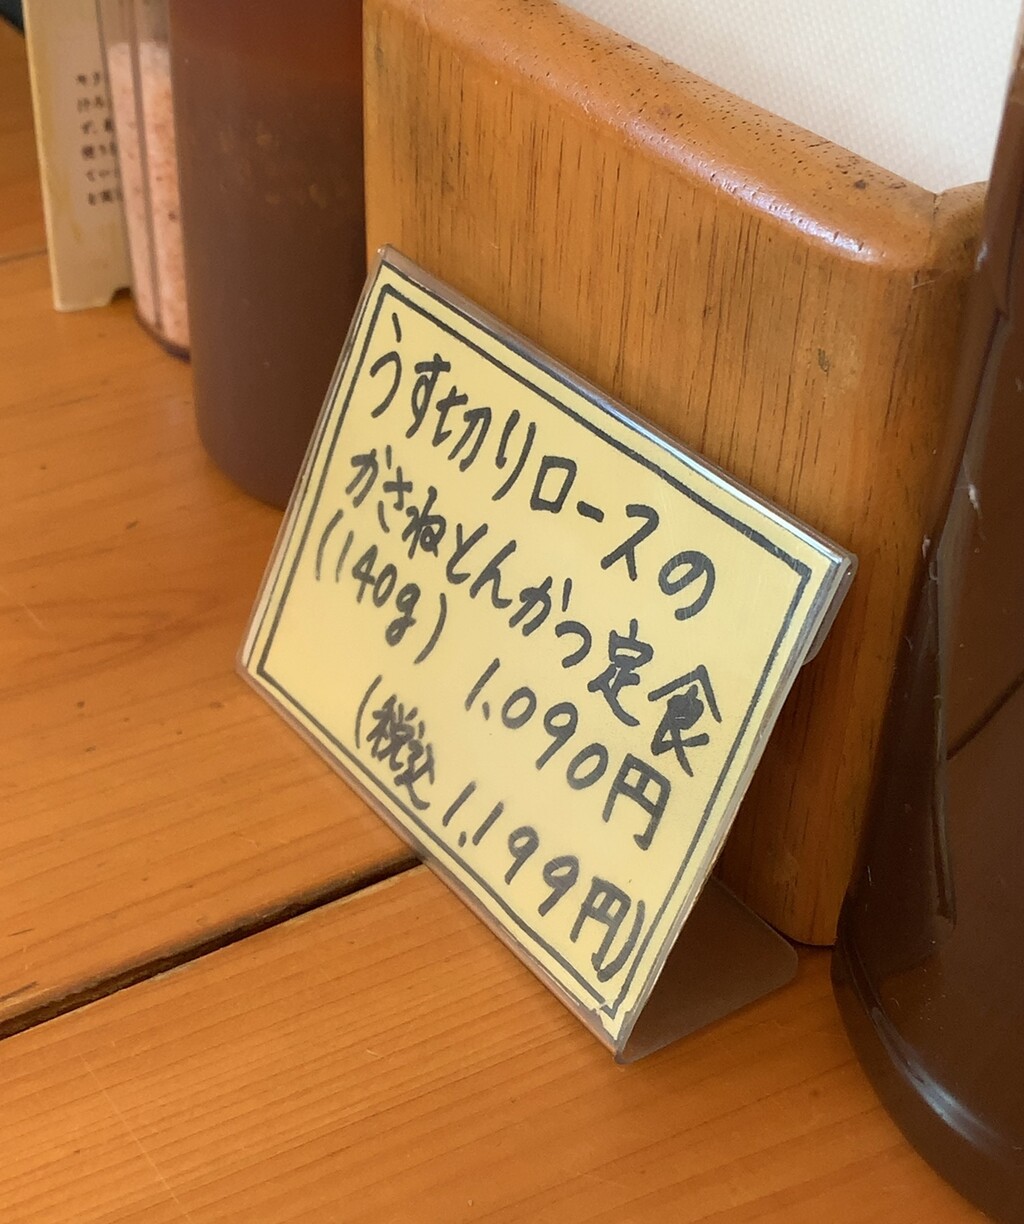 うす切りロースの
かさねとんかつ定食
(140g) 1.090円
(税込 1.199円)